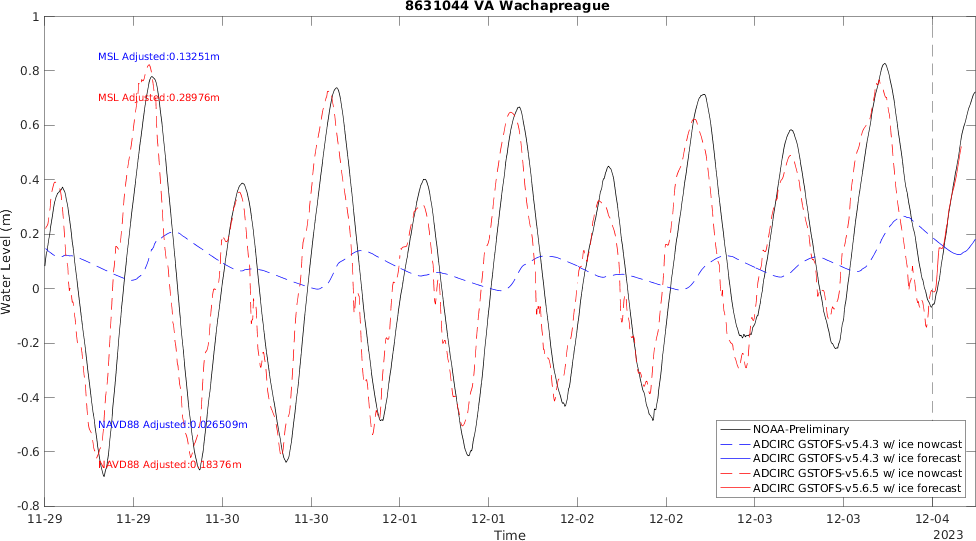 8631044 VA Wachapreague
1
0.8
0.6
0.4
0.2
0
-0.2
-0.4
-0.6
-0.8
Water Level (m)
MSL Adjusted:0.13251m
MSL Adjusted:0.28976m
NAVD88 Adjusted:0.026509m
NAVD88 Adjusted:0.18376m
NOAA-Preliminary
ADCIRC GSTOFS-v5.4.3 w/ ice nowcast
ADCIRC GSTOFS-v5.4.3 w/ ice forecast
ADCIRC GSTOFS-v5.6.5 w/ ice nowcast
ADCIRC GSTOFS-v5.6.5 w/ ice forecast
11-29 11-29 11-30 11-30 12-01 12-01 12-02 12-02 12-03 12-03 12-04
Time
2023